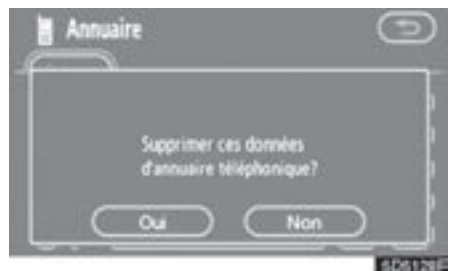 Annuaire
Supprimer ces données
d'annuaire téléphonique?
Oui
Non